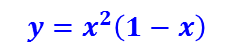 y = x²(1 − x)